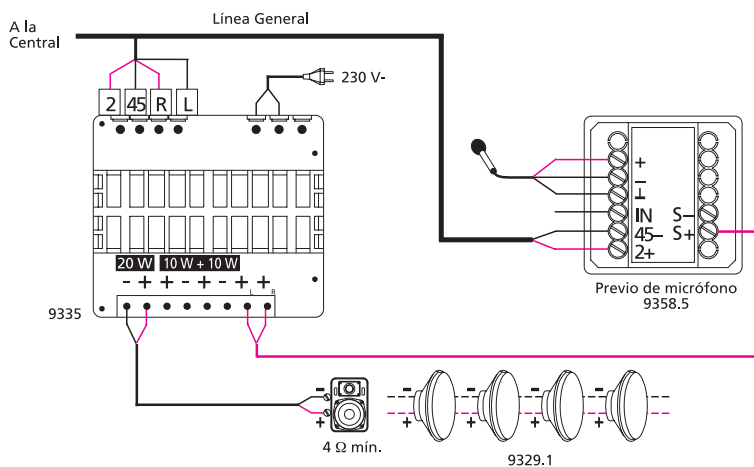 A la
Central
Línea General
2 45 R L
230 V-
+
−
⊥
IN S−
45− S+
2+
Previo de micrófono
9358.5
20 W 10 W + 10 W
− + + − + − + +
L R
9335
− − − − −
+ + + + +
4 Ω mín.
9329.1